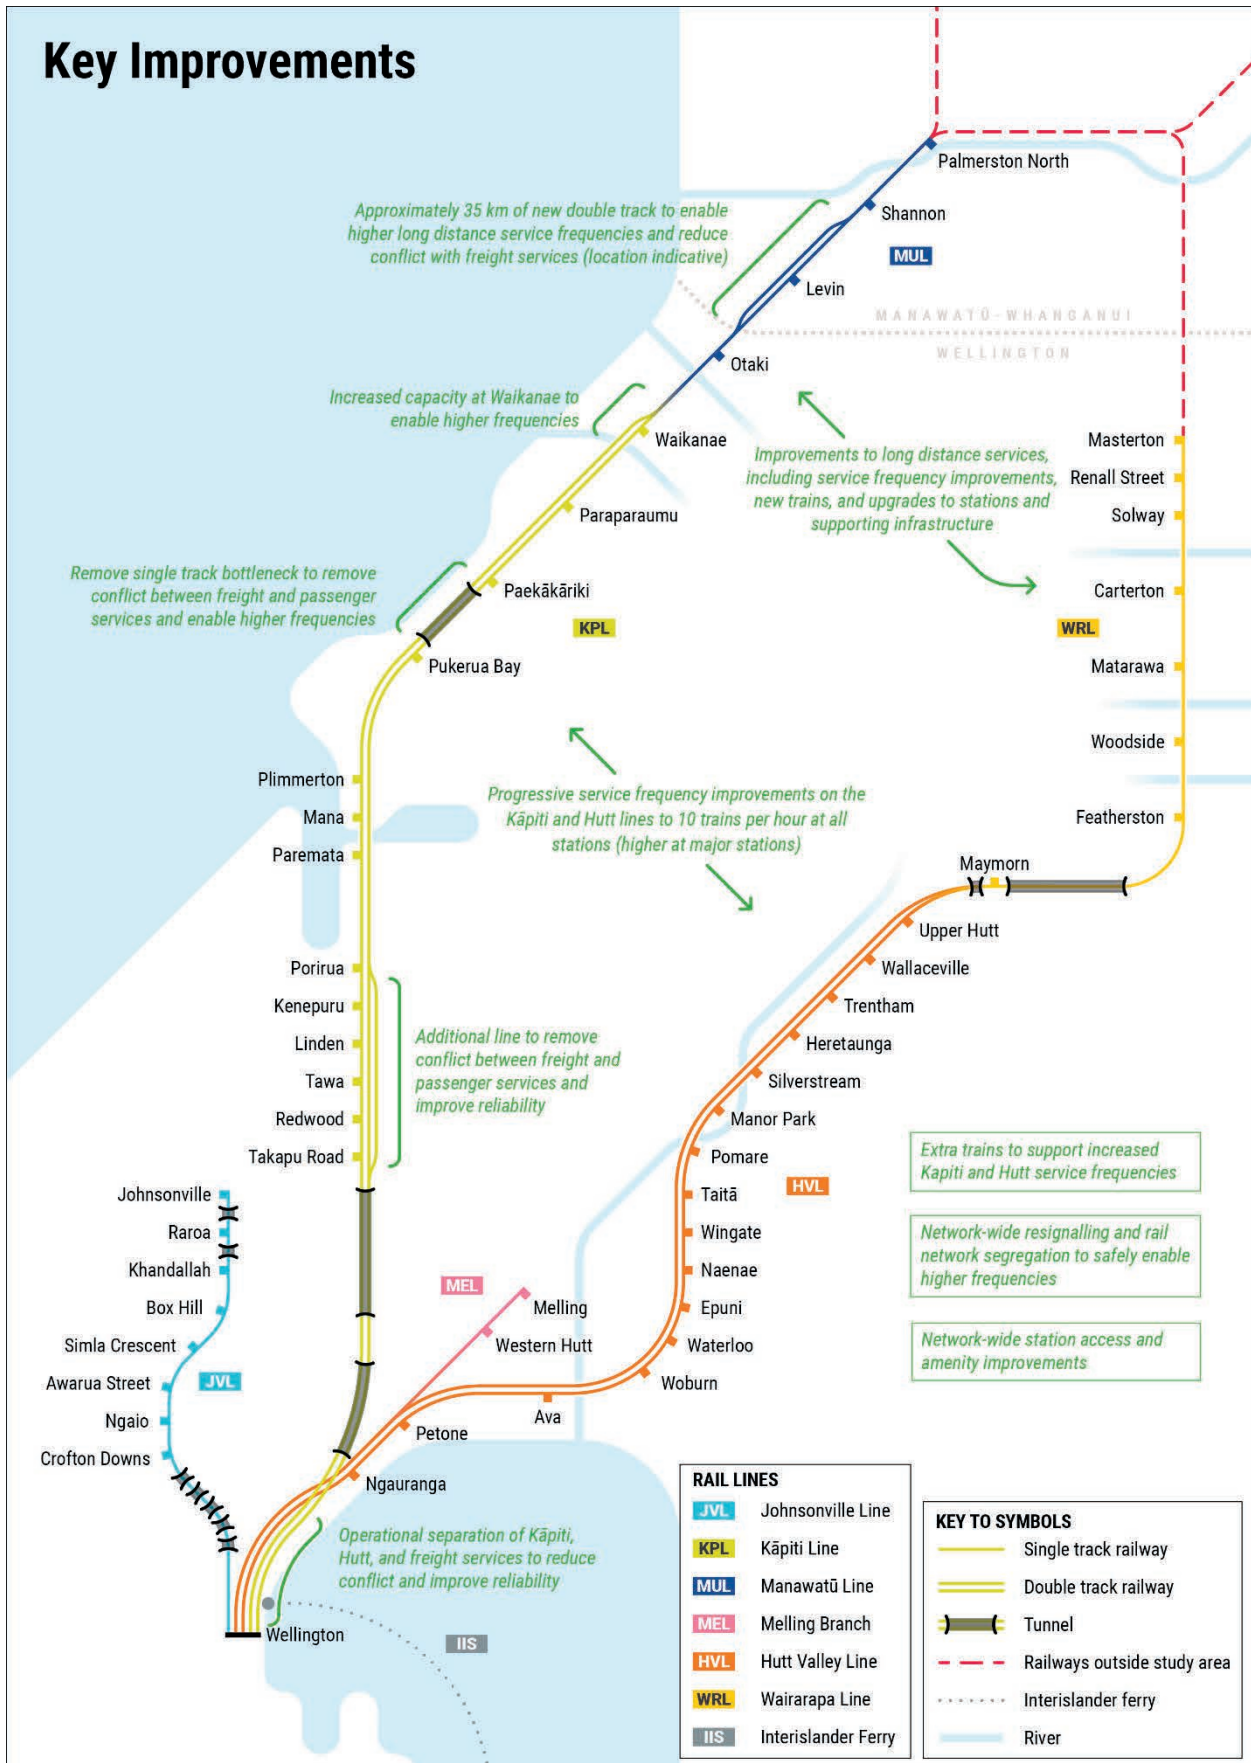 Key Improvements
Palmerston North
Approximately 35 km of new double track to enable
higher long distance service frequencies and reduce
conflict with freight services (location indicative)
Shannon
MUL
Levin
MANAWATŪ-WHANGANUI
WELLINGTON
Otaki
Increased capacity at Waikanae to
enable higher frequencies
Waikanae
Improvements to long distance services,
including service frequency improvements,
new trains, and upgrades to stations and
supporting infrastructure
Masterton
Renall Street
Solway
Paraparaumu
Remove single track bottleneck to remove
conflict between freight and passenger
services and enable higher frequencies
Paekākāriki
KPL
Carterton
WRL
Pukerua Bay
Matarawa
Woodside
Plimmerton
Mana
Paremata
Progressive service frequency improvements on the
Kāpiti and Hutt lines to 10 trains per hour at all
stations (higher at major stations)
Featherston
Maymorn
Upper Hutt
Wallaceville
Trentham
Heretaunga
Silverstream
Manor Park
Pomare
HVL
Taitā
Wingate
Naenae
Epuni
Waterloo
Woburn
Ava
Petone
Ngauranga
Porirua
Kenepuru
Linden
Tawa
Redwood
Takapu Road
Additional line to remove
conflict between freight and
passenger services and
improve reliability
Extra trains to support increased
Kapiti and Hutt service frequencies
Network-wide resignalling and rail
network segregation to safely enable
higher frequencies
Network-wide station access and
amenity improvements
Johnsonville
Raroa
Khandallah
Box Hill
Simla Crescent
Awarua Street
JVL
Ngaio
Crofton Downs
MEL
Melling
Western Hutt
Operational separation of Kāpiti,
Hutt, and freight services to reduce
conflict and improve reliability
Wellington
IIS
RAIL LINES
JVL Johnsonville Line
KPL Kāpiti Line
MUL Manawatū Line
MEL Melling Branch
HVL Hutt Valley Line
WRL Wairarapa Line
IIS Interislander Ferry
KEY TO SYMBOLS
Single track railway
Double track railway
Tunnel
Railways outside study area
Interislander ferry
River